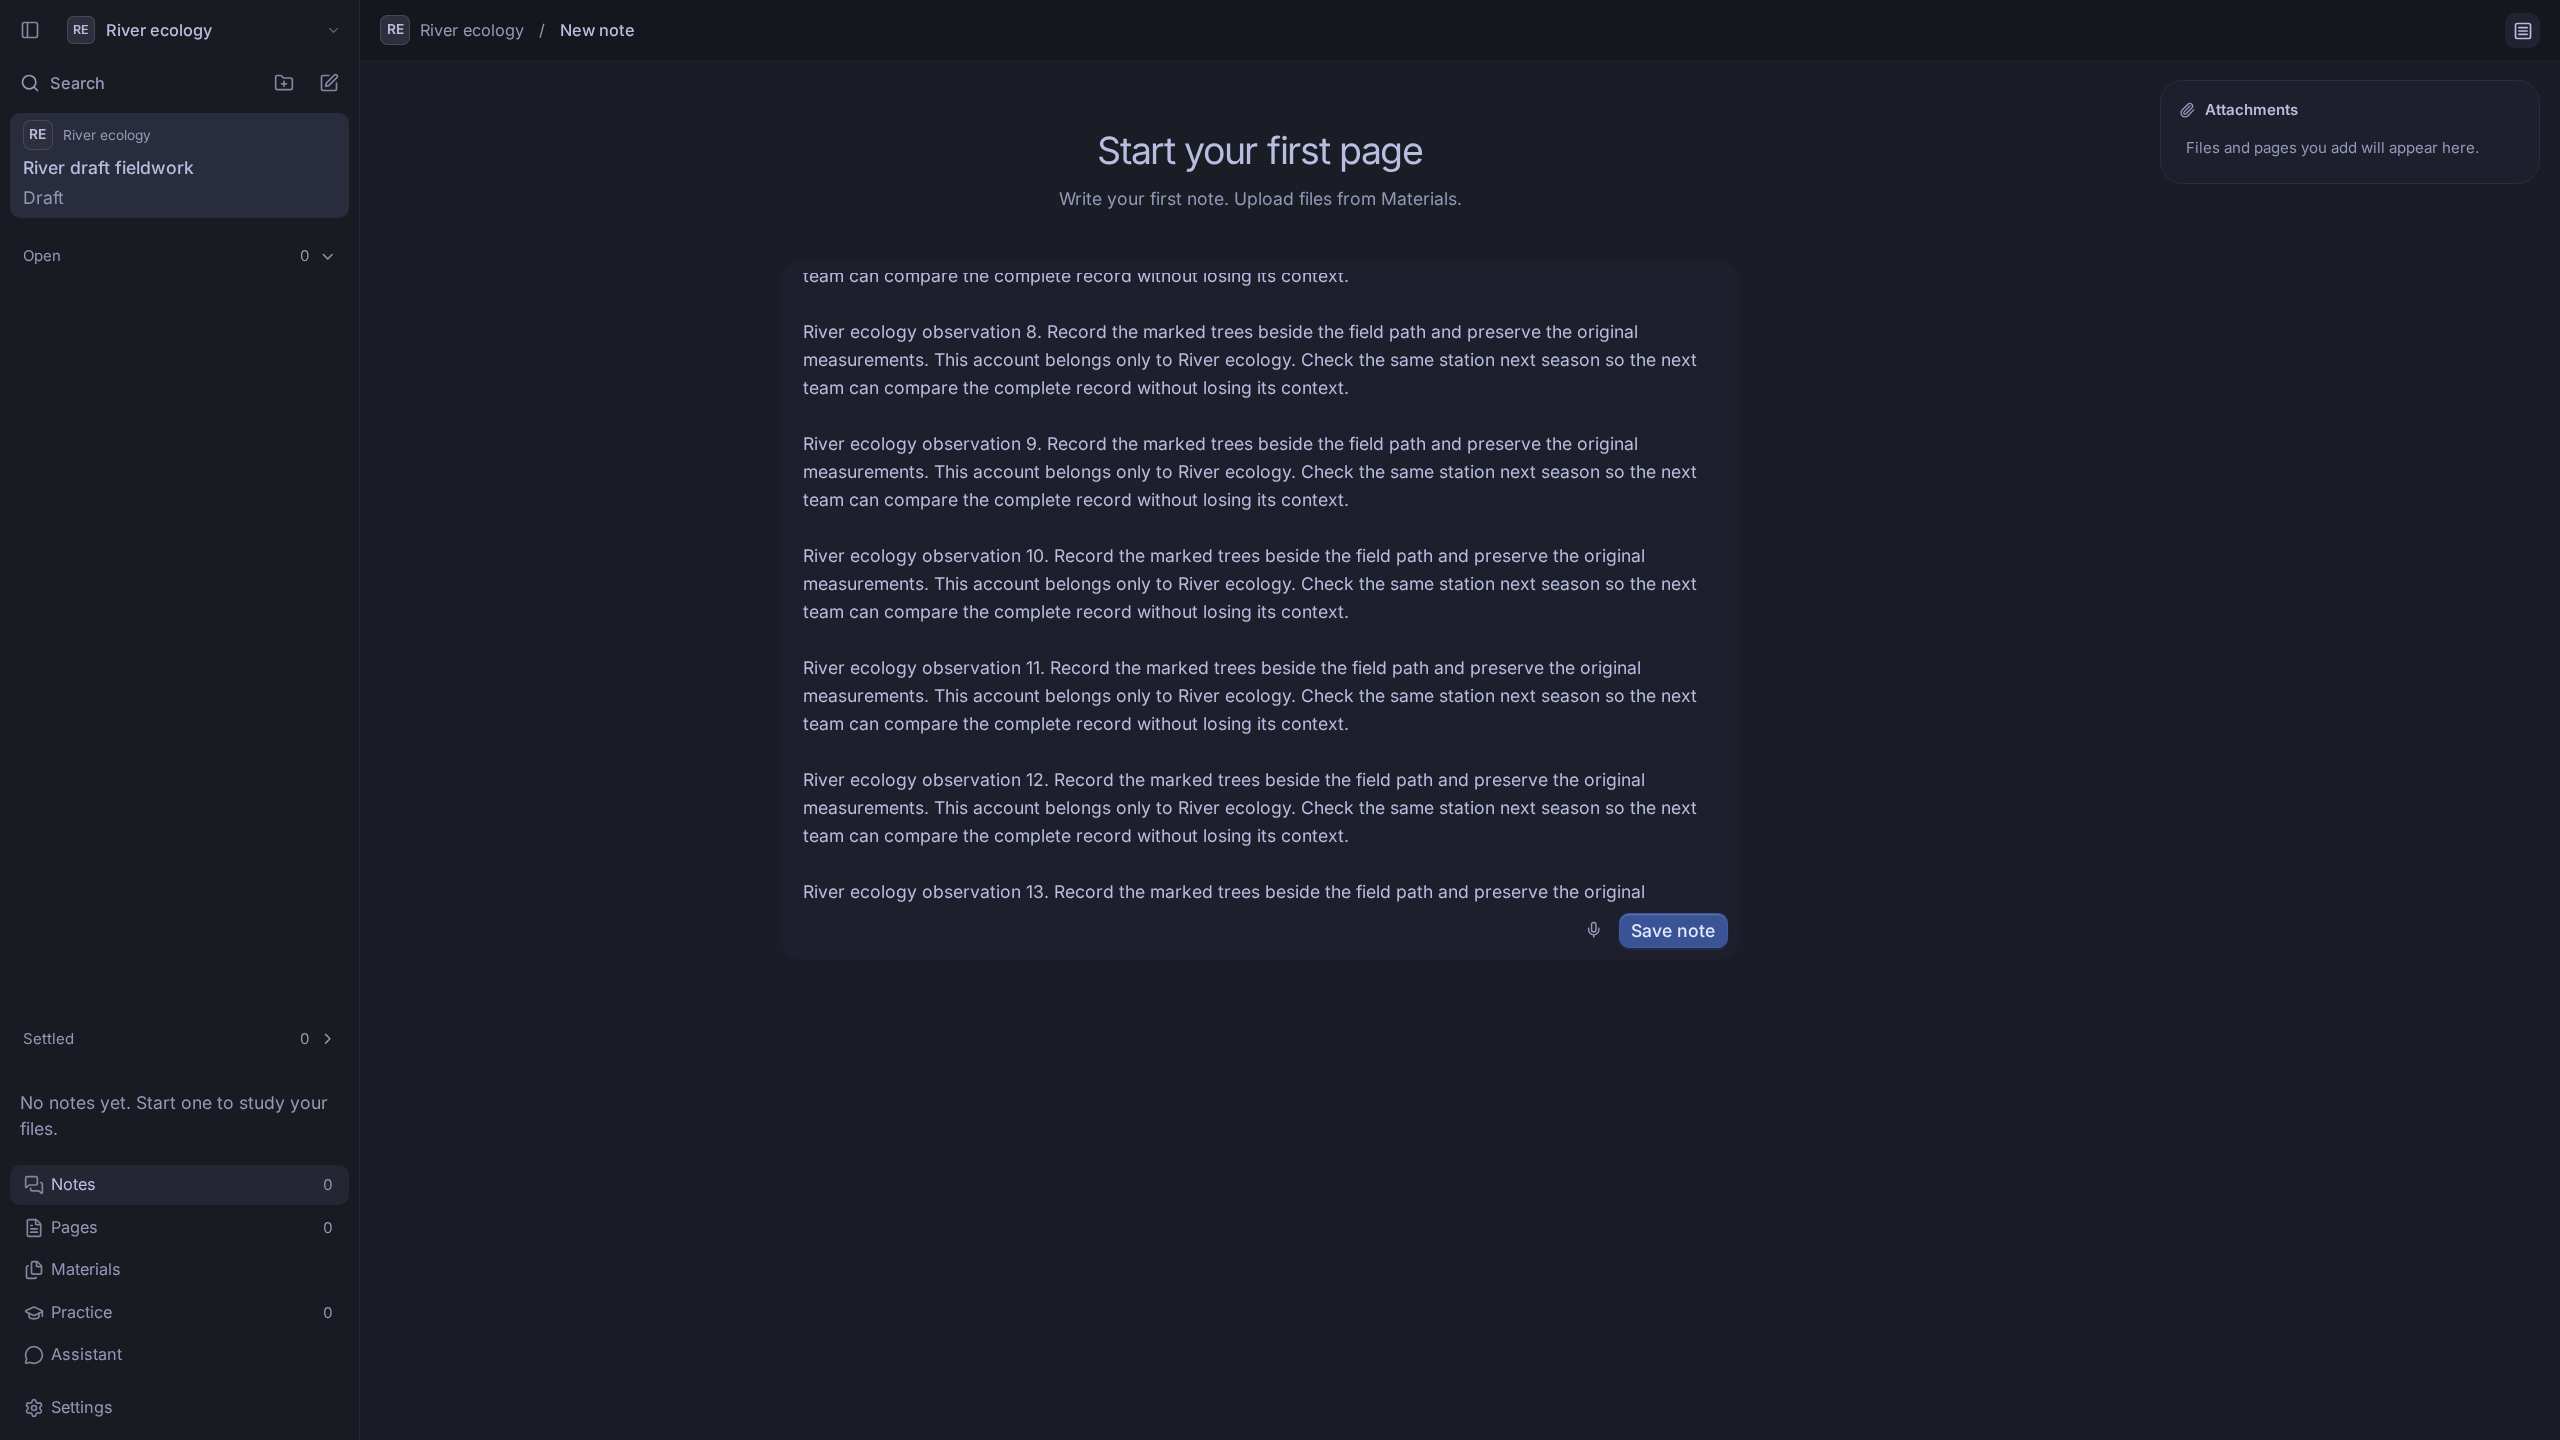 RE River ecology
Search
RE River ecology
River draft fieldwork
Draft
Open 0
Settled 0
No notes yet. Start one to study your
files.
Notes 0
Pages 0
Materials
Practice 0
Assistant
Settings
RE River ecology / New note
Start your first page
Write your first note. Upload files from Materials.
team can compare the complete record without losing its context.
River ecology observation 8. Record the marked trees beside the field path and preserve the original
measurements. This account belongs only to River ecology. Check the same station next season so the next
team can compare the complete record without losing its context.
River ecology observation 9. Record the marked trees beside the field path and preserve the original
measurements. This account belongs only to River ecology. Check the same station next season so the next
team can compare the complete record without losing its context.
River ecology observation 10. Record the marked trees beside the field path and preserve the original
measurements. This account belongs only to River ecology. Check the same station next season so the next
team can compare the complete record without losing its context.
River ecology observation 11. Record the marked trees beside the field path and preserve the original
measurements. This account belongs only to River ecology. Check the same station next season so the next
team can compare the complete record without losing its context.
River ecology observation 12. Record the marked trees beside the field path and preserve the original
measurements. This account belongs only to River ecology. Check the same station next season so the next
team can compare the complete record without losing its context.
River ecology observation 13. Record the marked trees beside the field path and preserve the original
Save note
Attachments
Files and pages you add will appear here.